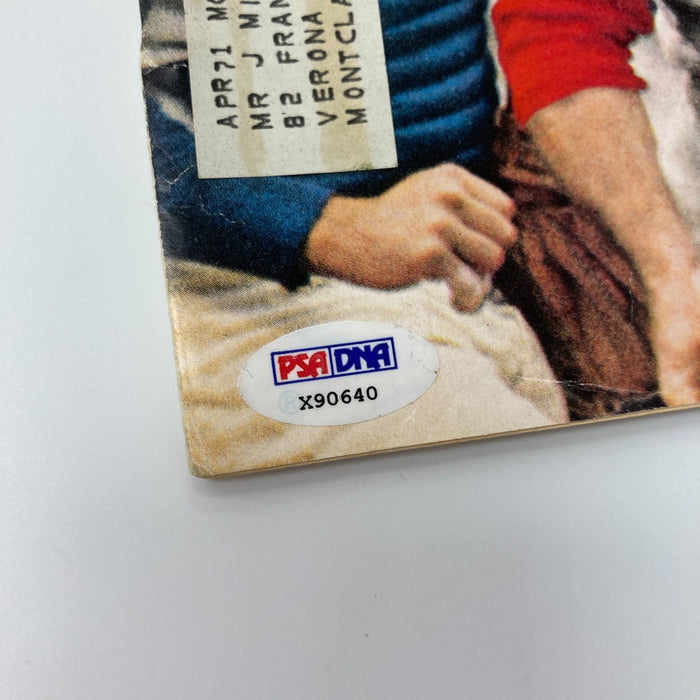 APR71 MO
MR J MI
82 FRAN
VERONA
MONTCLA
PSA DNA
X90640